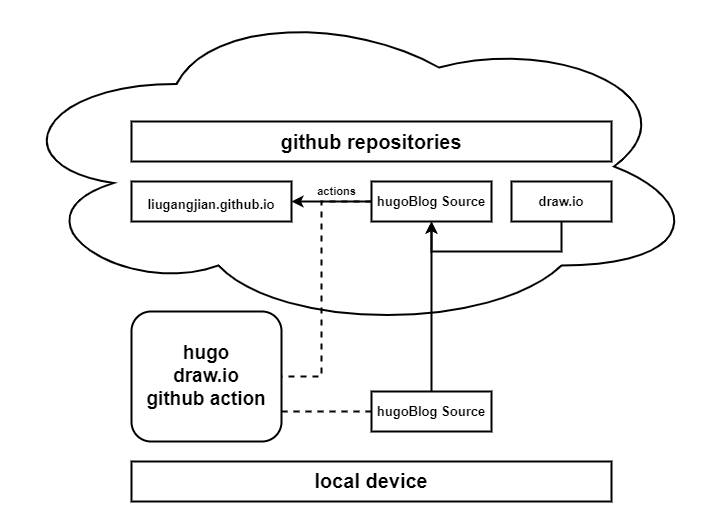 github repositories
actions
liugangjian.github.io
hugoBlog Source
draw.io
hugo
draw.io
github action
hugoBlog Source
local device